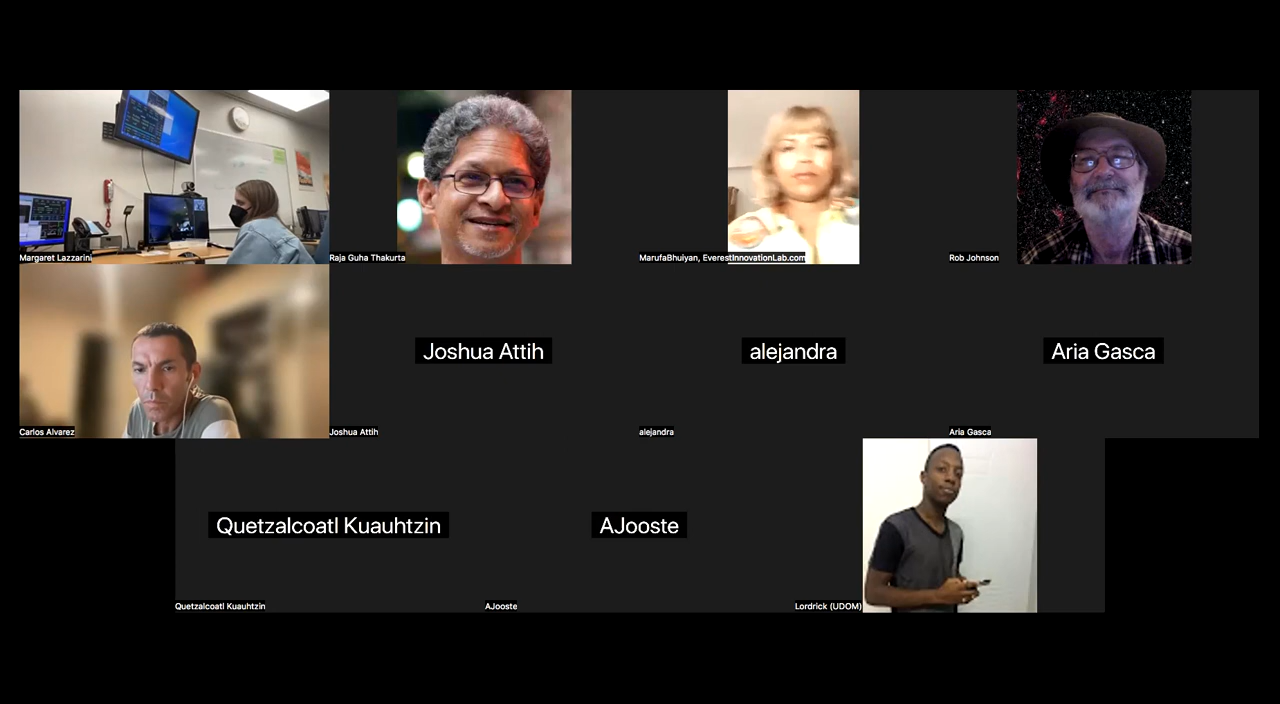 Margaret Lazzarini
Raja Guha Thakurta
MarufaBhuiyan, EverestInnovationLab.com
Rob Johnson
Carlos Alvarez
Joshua Attih
Joshua Attih
alejandra
alejandra
Aria Gasca
Aria Gasca
Quetzalcoatl Kuauhtzin
Quetzalcoatl Kuauhtzin
AJooste
AJooste
Lordrick (UDOM)